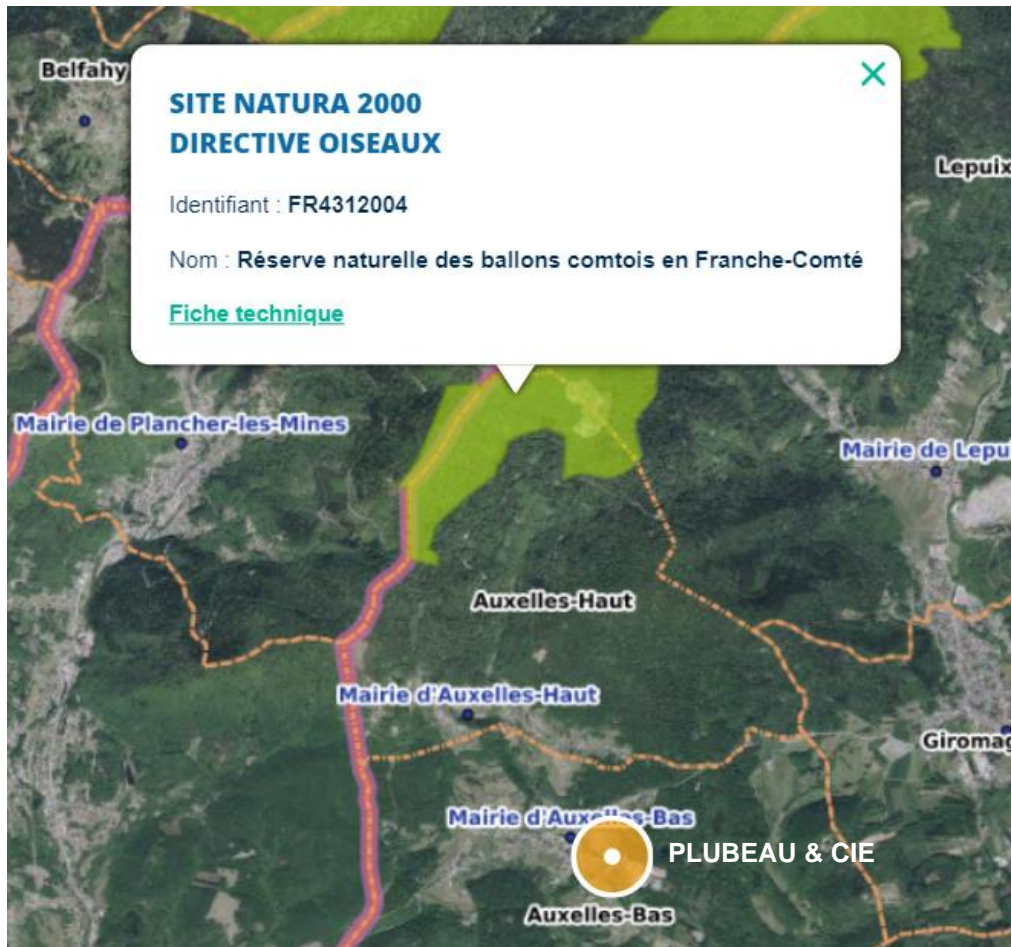 Belfahy
SITE NATURA 2000
DIRECTIVE OISEAUX
Lepuix
Identifiant : FR4312004
Nom : Réserve naturelle des ballons comtois en Franche-Comté
Fiche technique
Mairie de Plancher-les-Mines
Mairie de Lepu
Auxelles-Haut
Mairie d'Auxelles-Haut
Giromag
Mairie d'Auxelles-Bas
PLUBEAU & CIE
Auxelles-Bas